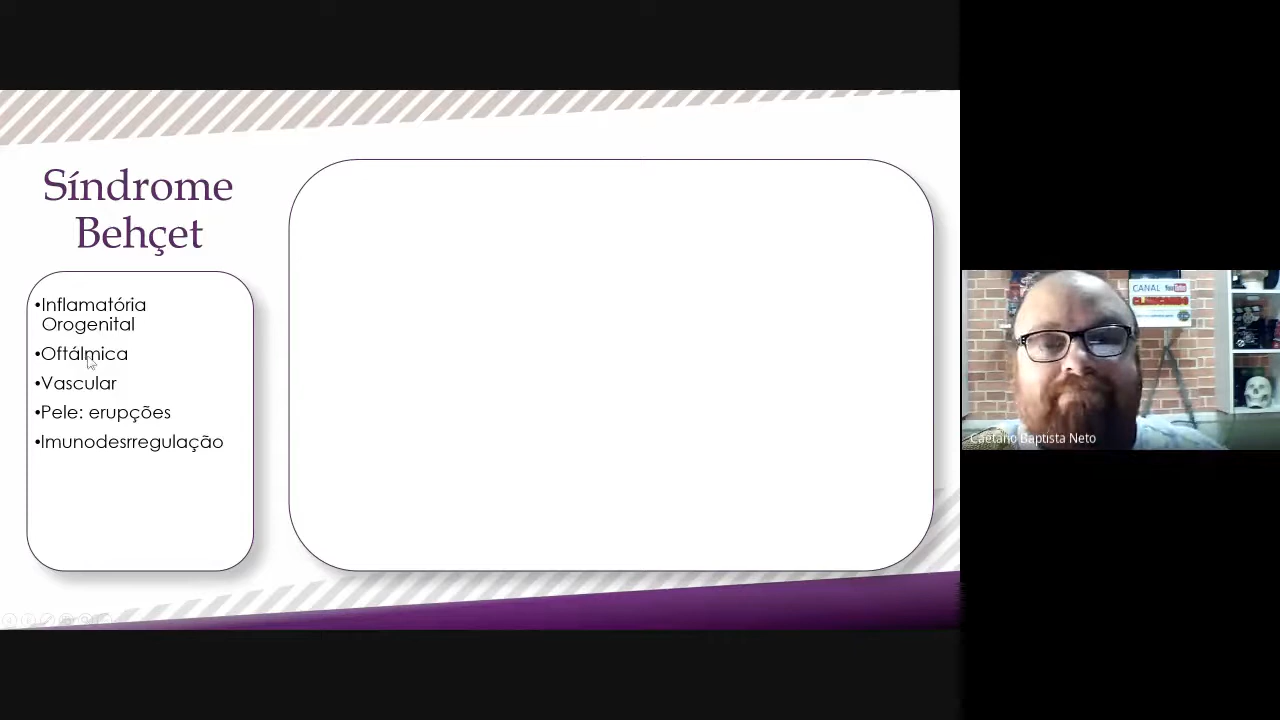 Síndrome
Behçet
•Inflamatória
Orogenital
•Oftálmica
•Vascular
•Pele: erupções
•Imunodesrregulação
CANAL
Caetano Baptista Neto